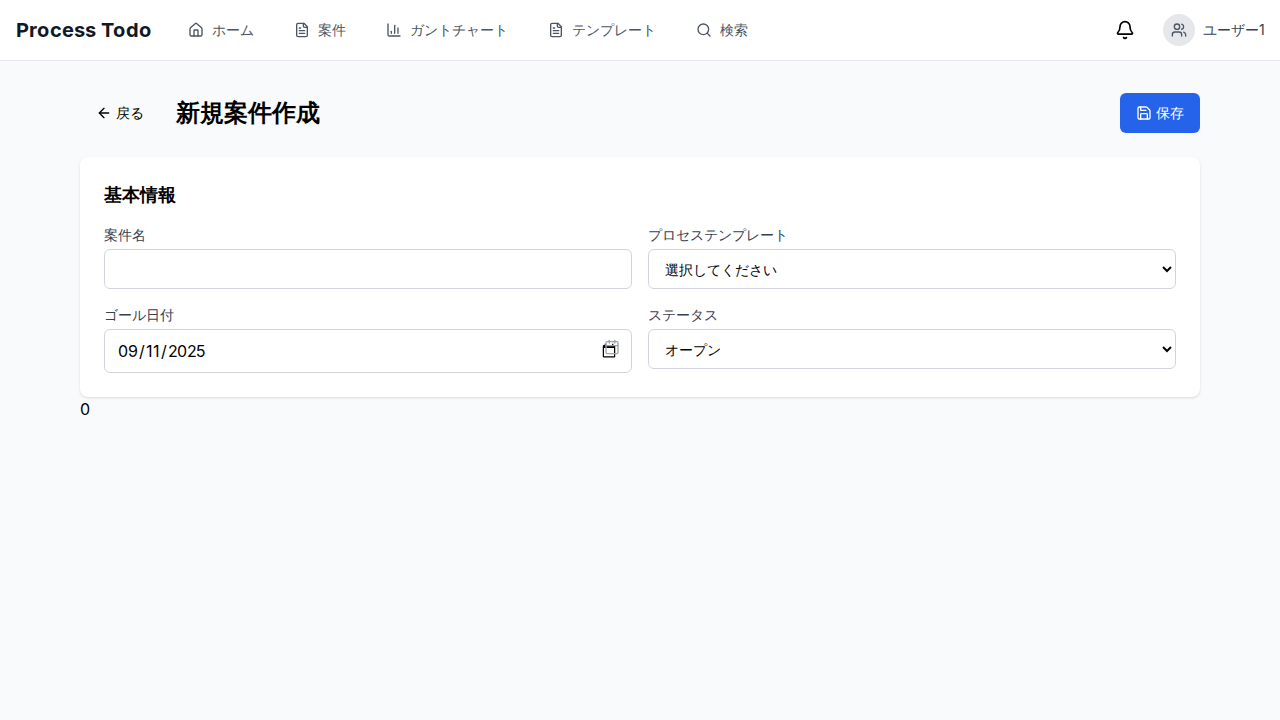 Process Todo ホーム 案件 ガントチャート テンプレート 検索 ユーザー1
戻る 新規案件作成 保存
基本情報
案件名 プロセステンプレート
選択してください
ゴール日付 ステータス
09/11/2025 オープン
0